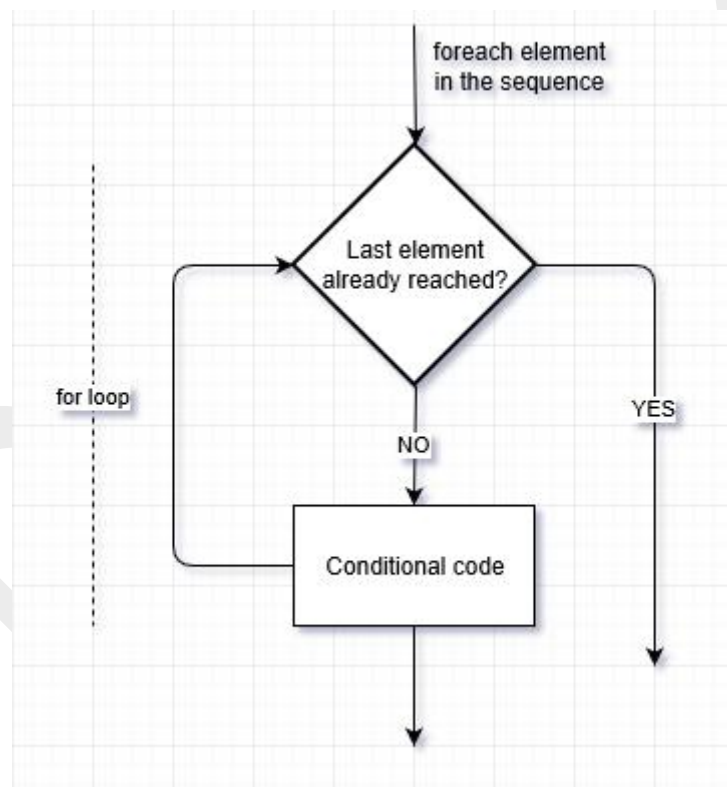 foreach element
in the sequence
Last element
already reached?
for loop
YES
NO
Conditional code